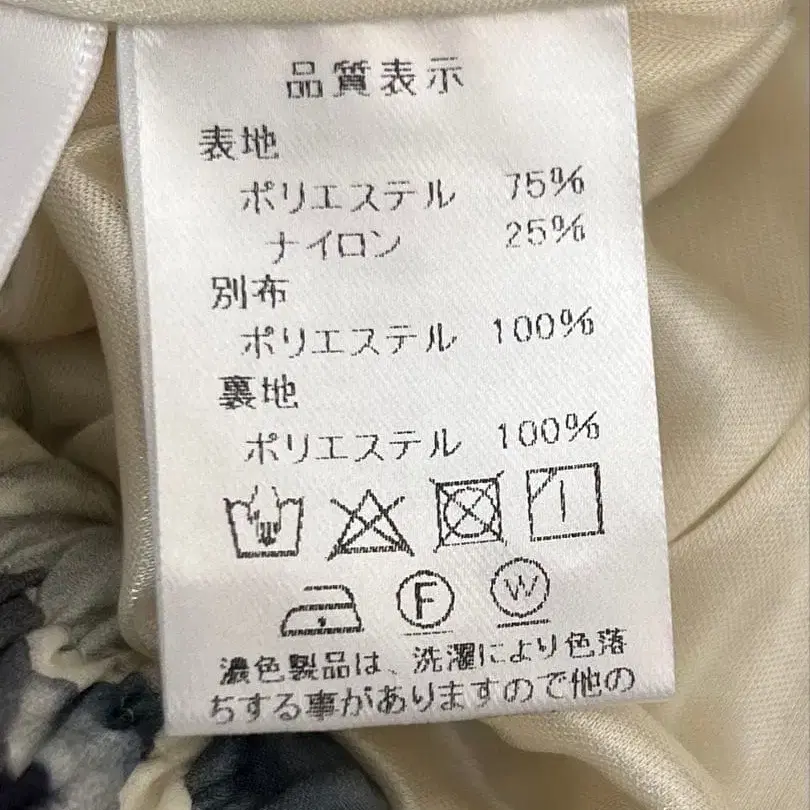 品質表示
表地
ポリエステル 75%
ナイロン 25%
別布
ポリエステル 100%
裏地
ポリエステル 100%
F W
濃色製品は、洗濯により色落
ちする事がありますので他の